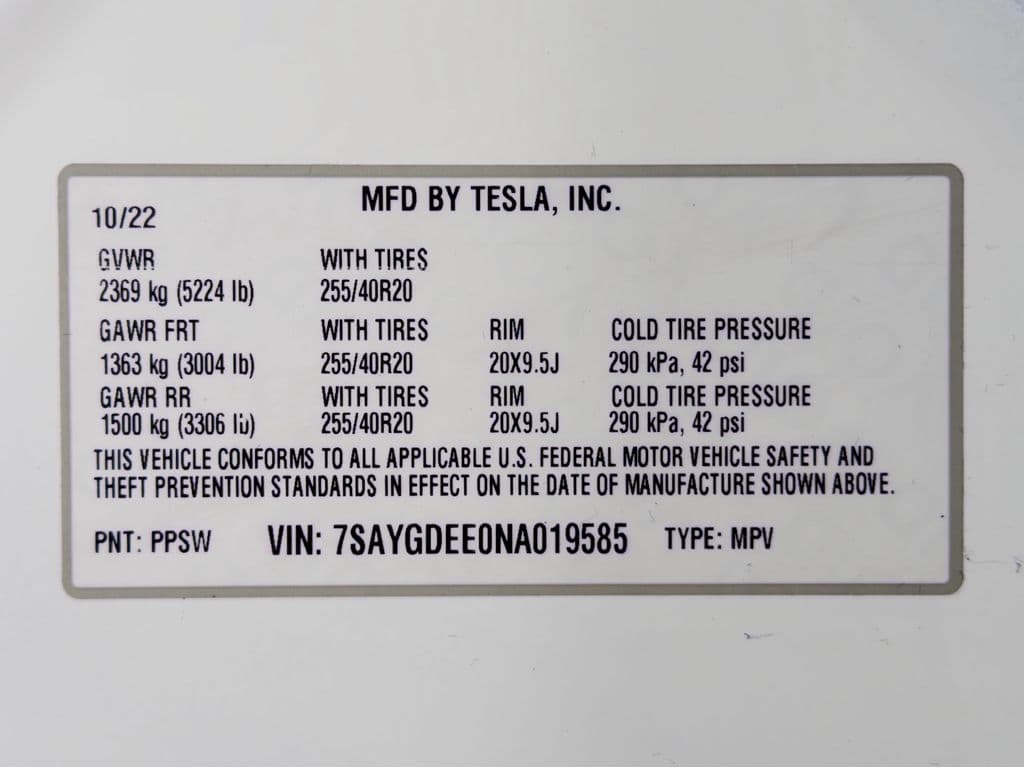 MFD BY TESLA, INC.
10/22
GVWR WITH TIRES
2369 kg (5224 lb) 255/40R20
GAWR FRT WITH TIRES RIM COLD TIRE PRESSURE
1363 kg (3004 lb) 255/40R20 20X9.5J 290 kPa, 42 psi
GAWR RR WITH TIRES RIM COLD TIRE PRESSURE
1500 kg (3306 lb) 255/40R20 20X9.5J 290 kPa, 42 psi
THIS VEHICLE CONFORMS TO ALL APPLICABLE U.S. FEDERAL MOTOR VEHICLE SAFETY AND
THEFT PREVENTION STANDARDS IN EFFECT ON THE DATE OF MANUFACTURE SHOWN ABOVE.
PNT: PPSW VIN: 7SAYGDEE0NA019585 TYPE: MPV